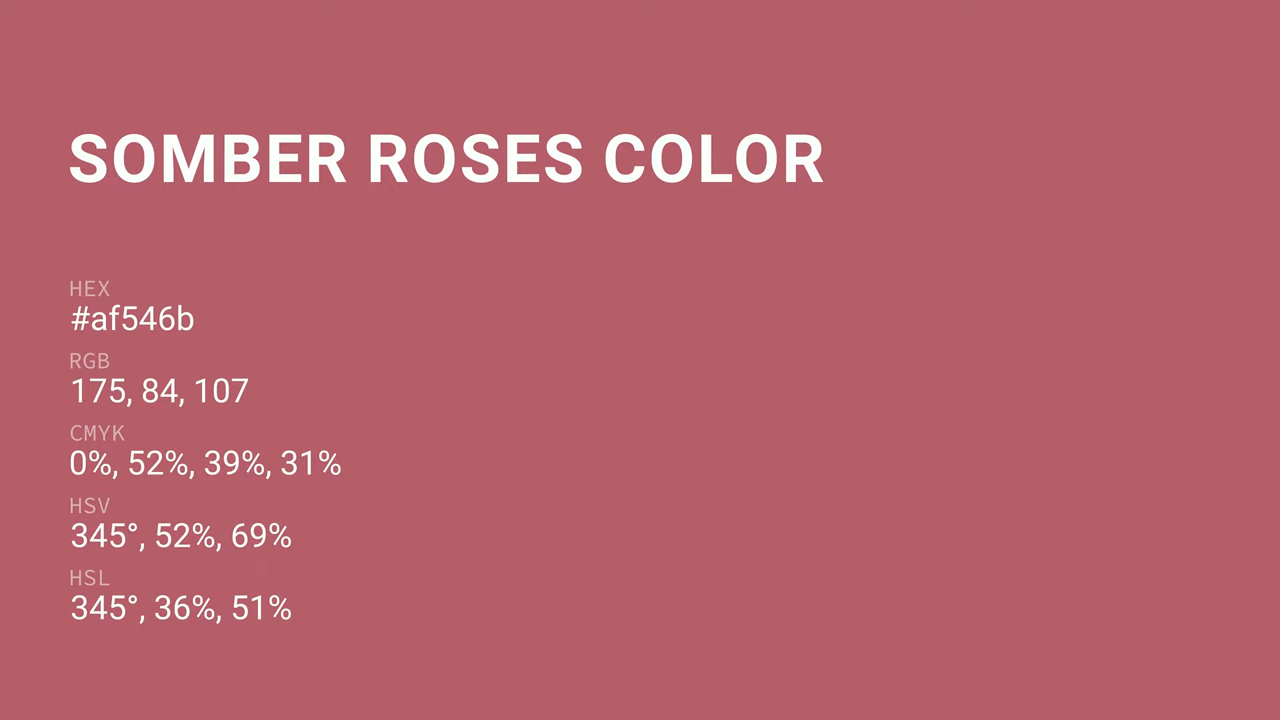 SOMBER ROSES COLOR
HEX
#af546b
RGB
175, 84, 107
CMYK
0%, 52%, 39%, 31%
HSV
345°, 52%, 69%
HSL
345°, 36%, 51%